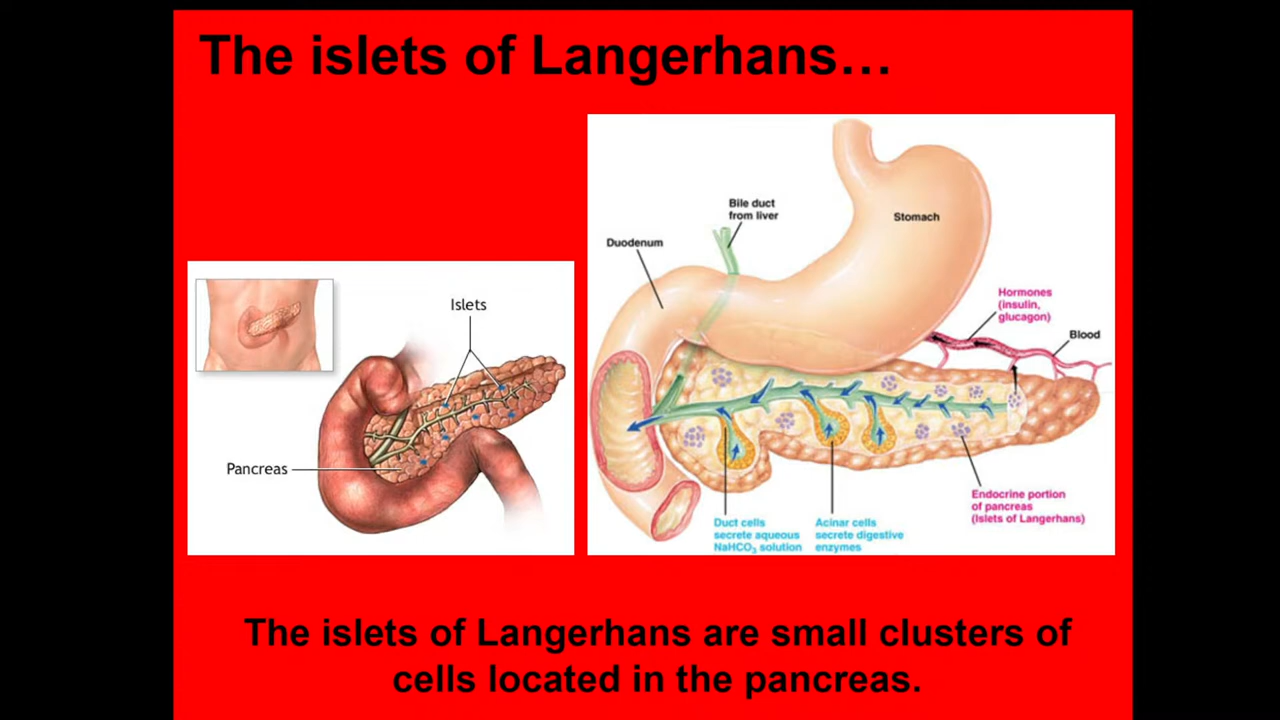 The islets of Langerhans…
Islets
Pancreas
Bile duct
from liver
Stomach
Duodenum
Hormones
(insulin,
glucagon)
Blood
Duct cells
secrete aqueous
NaHCO₃ solution
Acinar cells
secrete digestive
enzymes
Endocrine portion
of pancreas
(Islets of Langerhans)
The islets of Langerhans are small clusters of
cells located in the pancreas.